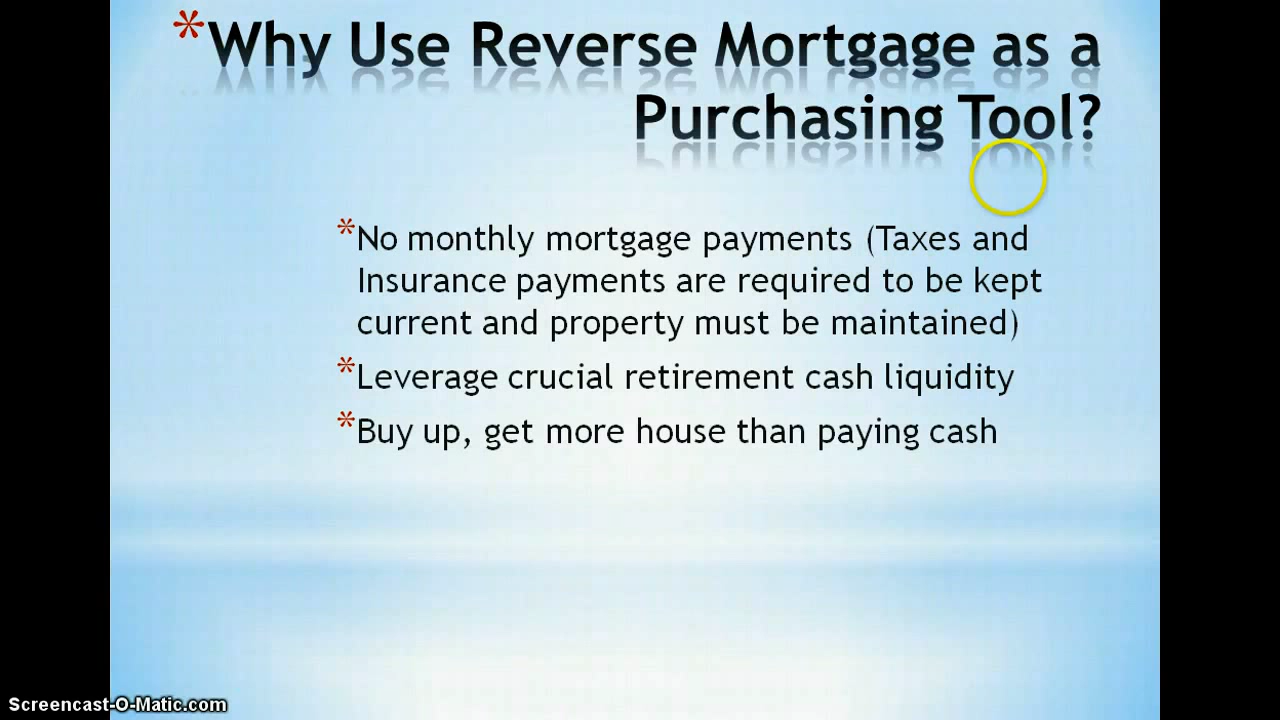 *Why Use Reverse Mortgage as a
Purchasing Tool?
*No monthly mortgage payments (Taxes and
Insurance payments are required to be kept
current and property must be maintained)
*Leverage crucial retirement cash liquidity
*Buy up, get more house than paying cash
Screencast-O-Matic.com